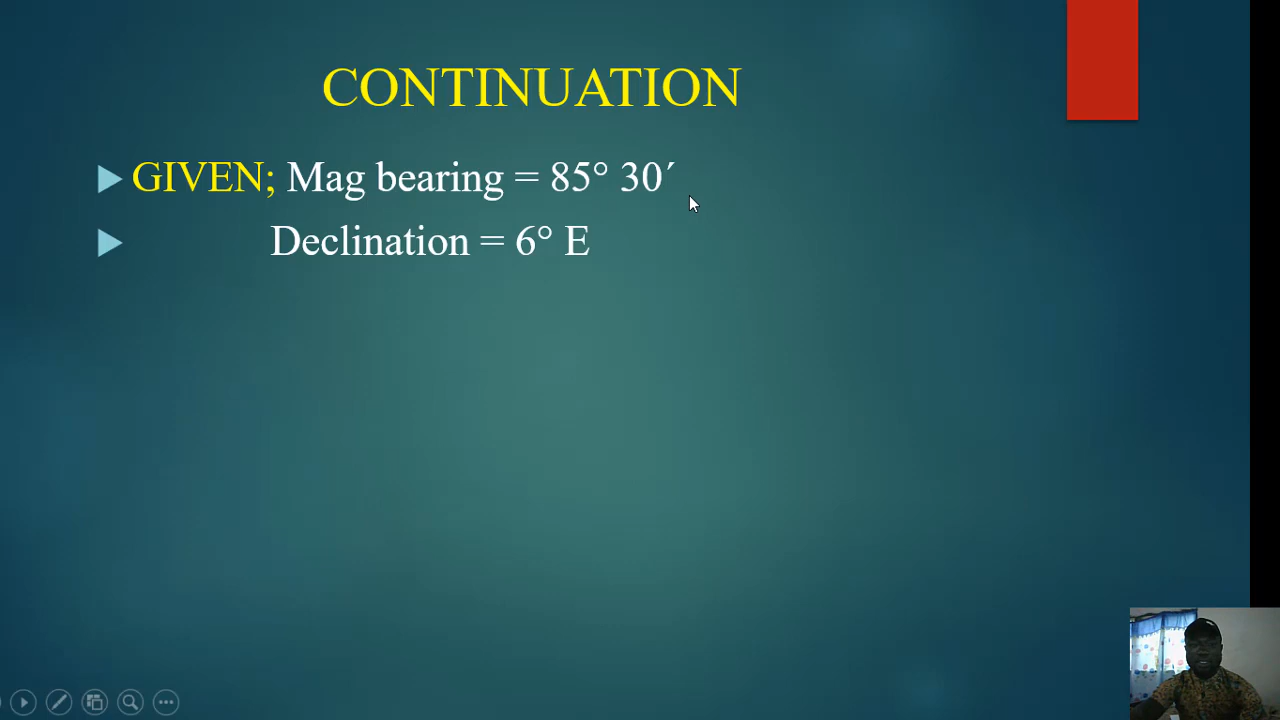 CONTINUATION
GIVEN; Mag bearing = 85° 30´
Declination = 6° E